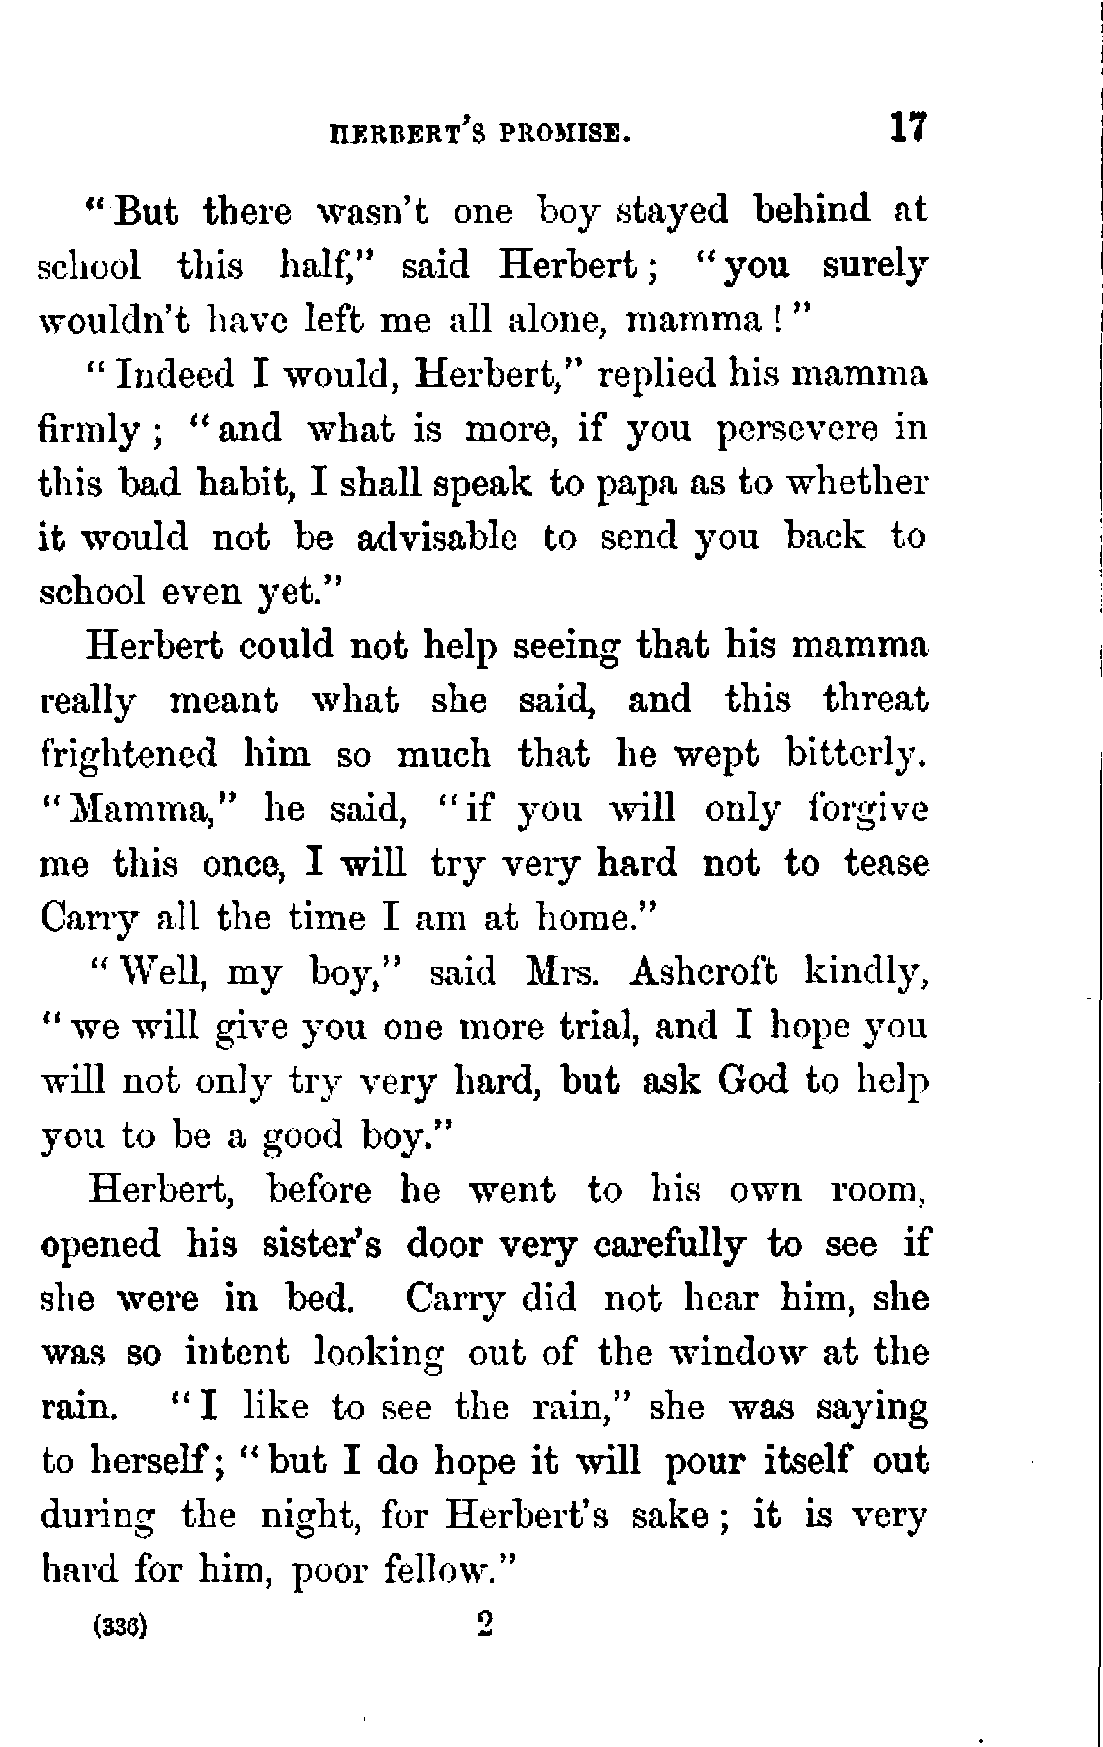 HERBERT'S PROMISE. 17
"But there wasn't one boy stayed behind at
school this half," said Herbert; "you surely
wouldn't have left me all alone, mamma!"
"Indeed I would, Herbert," replied his mamma
firmly; "and what is more, if you persevere in
this bad habit, I shall speak to papa as to whether
it would not be advisable to send you back to
school even yet."
Herbert could not help seeing that his mamma
really meant what she said, and this threat
frightened him so much that he wept bitterly.
"Mamma," he said, "if you will only forgive
me this once, I will try very hard not to tease
Carry all the time I am at home."
"Well, my boy," said Mrs. Ashcroft kindly,
"we will give you one more trial, and I hope you
will not only try very hard, but ask God to help
you to be a good boy."
Herbert, before he went to his own room,
opened his sister's door very carefully to see if
she were in bed. Carry did not hear him, she
was so intent looking out of the window at the
rain. "I like to see the rain," she was saying
to herself; "but I do hope it will pour itself out
during the night, for Herbert's sake; it is very
hard for him, poor fellow."
(336) 2